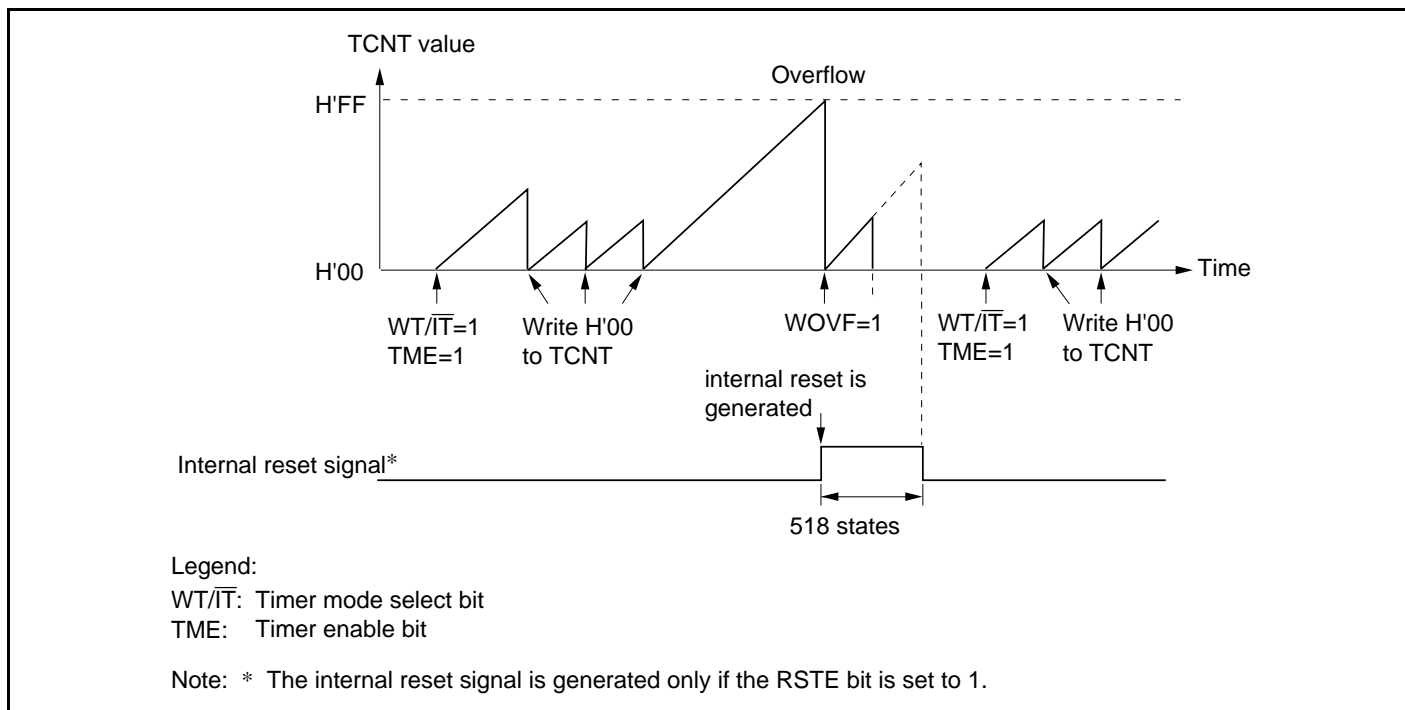 TCNT value
Overflow
H'FF
H'00
Time
WT/I̅T̅=1
TME=1
Write H'00
to TCNT
WOVF=1
WT/I̅T̅=1
TME=1
Write H'00
to TCNT
internal reset is
generated
Internal reset signal*
518 states
Legend:
WT/I̅T̅: Timer mode select bit
TME: Timer enable bit
Note: * The internal reset signal is generated only if the RSTE bit is set to 1.